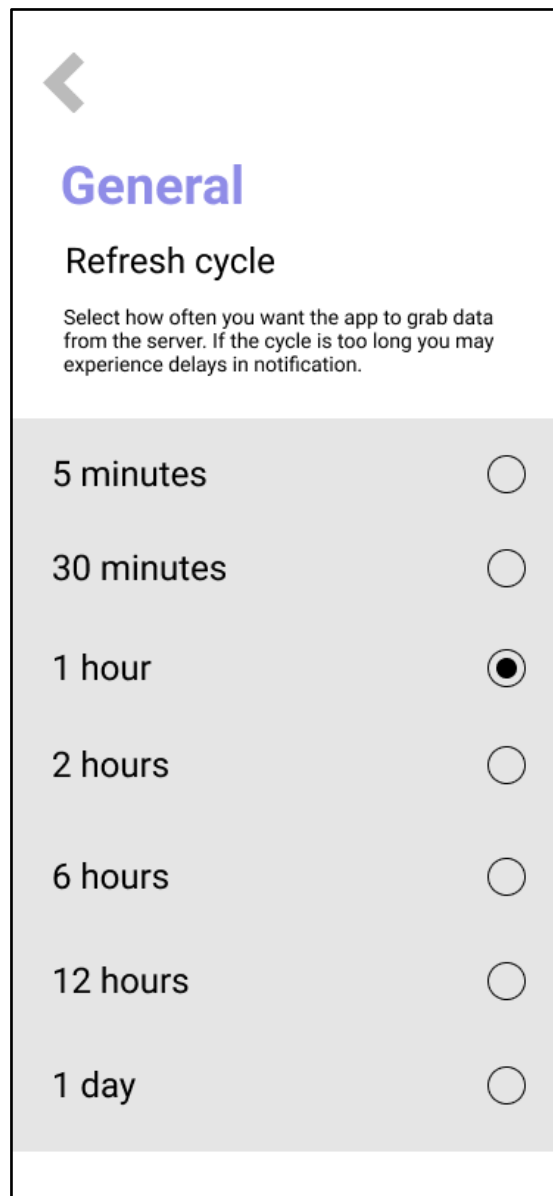 General
Refresh cycle
Select how often you want the app to grab data
from the server. If the cycle is too long you may
experience delays in notification.
5 minutes
30 minutes
1 hour
2 hours
6 hours
12 hours
1 day